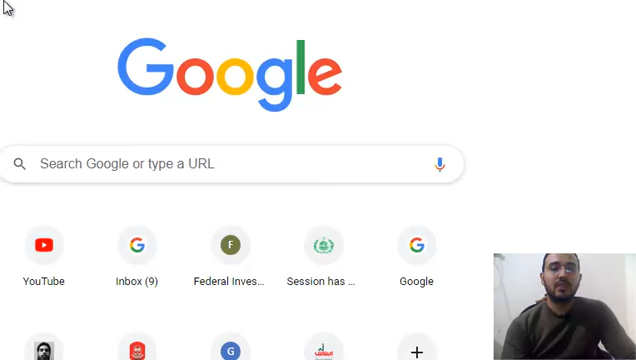 Google
Search Google or type a URL
F
YouTube
Inbox (9)
Federal Inves...
Session has ...
Google
G